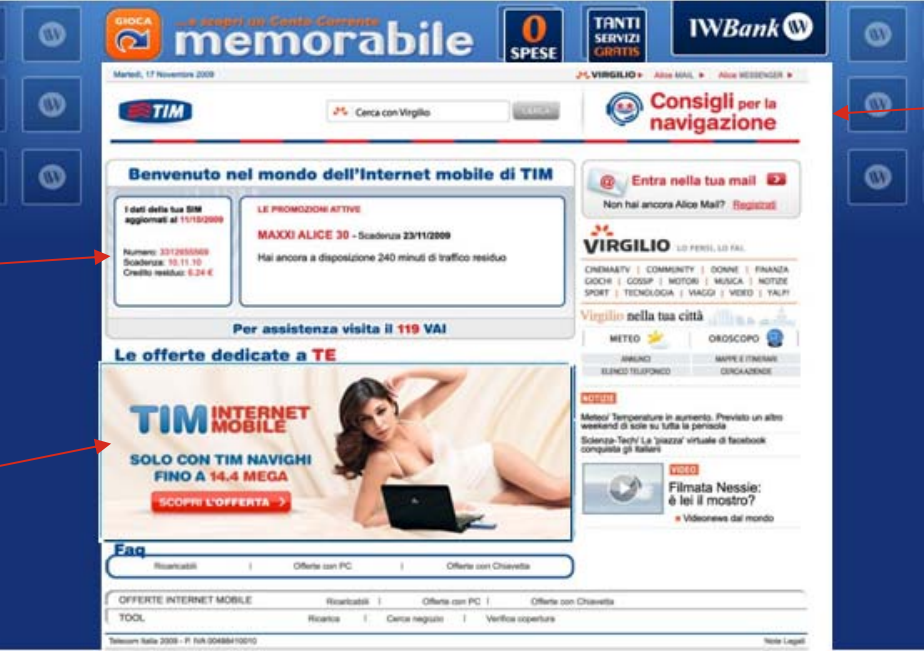 GIOCA
...e scopri un Conto Corrente
memorabile
0
SPESE
TANTI
SERVIZI
GRATIS
IWBank
Martedì, 17 Novembre 2009
VIRGILIO Alice MAIL Alice MESSENGER
TIM
Cerca con Virgilio
CERCA
Consigli per la
navigazione
Benvenuto nel mondo dell'Internet mobile di TIM
I dati della tua SIM
aggiornati al 11/10/2009
Numero: 3312655569
Scadenza: 10.11.10
Credito residuo: 6.24 €
LE PROMOZIONI ATTIVE
MAXXI ALICE 30 - Scadenza 23/11/2009
Hai ancora a disposizione 240 minuti di traffico residuo
Per assistenza visita il 119 VAI
@ Entra nella tua mail
Non hai ancora Alice Mail? Registrati
VIRGILIO LO PENSI, LO FAI.
CINEMA&TV | COMMUNITY | DONNE | FINANZA
GIOCHI | GOSSIP | MOTORI | MUSICA | NOTIZIE
SPORT | TECNOLOGIA | VIAGGI | VIDEO | YALP!
Virgilio nella tua città
METEO
OROSCOPO
ANNUNCI
MAPPE E ITINERARI
ELENCO TELEFONICO
CERCA AZIENDE
Le offerte dedicate a TE
TIM INTERNET
MOBILE
SOLO CON TIM NAVIGHI
FINO A 14.4 MEGA
SCOPRI L'OFFERTA
NOTIZIE
Meteo/ Temperature in aumento. Previsto un altro
weekend di sole su tutta la penisola
Scienza-Tech/ La 'piazza' virtuale di facebook
conquista gli italiani
VIDEO
Filmata Nessie:
è lei il mostro?
Videonews dal mondo
Faq
Ricaricabili | Offerte con PC | Offerte con Chiavetta
OFFERTE INTERNET MOBILE Ricaricabili | Offerte con PC | Offerte con Chiavetta
TOOL Ricarica | Cerca negozio | Verifica copertura
Telecom Italia 2009 - P. IVA 00488410010
Note Legali